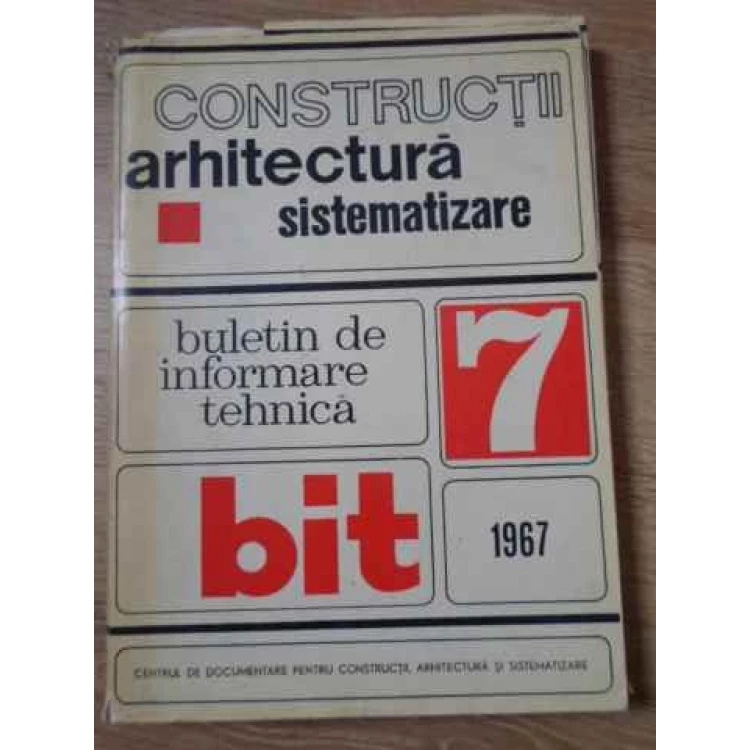 CONSTRUCȚII
arhitectură
sistematizare
buletin de
informare
tehnică
7
bit
1967
CENTRUL DE DOCUMENTARE PENTRU CONSTRUCȚII, ARHITECTURĂ ȘI SISTEMATIZARE